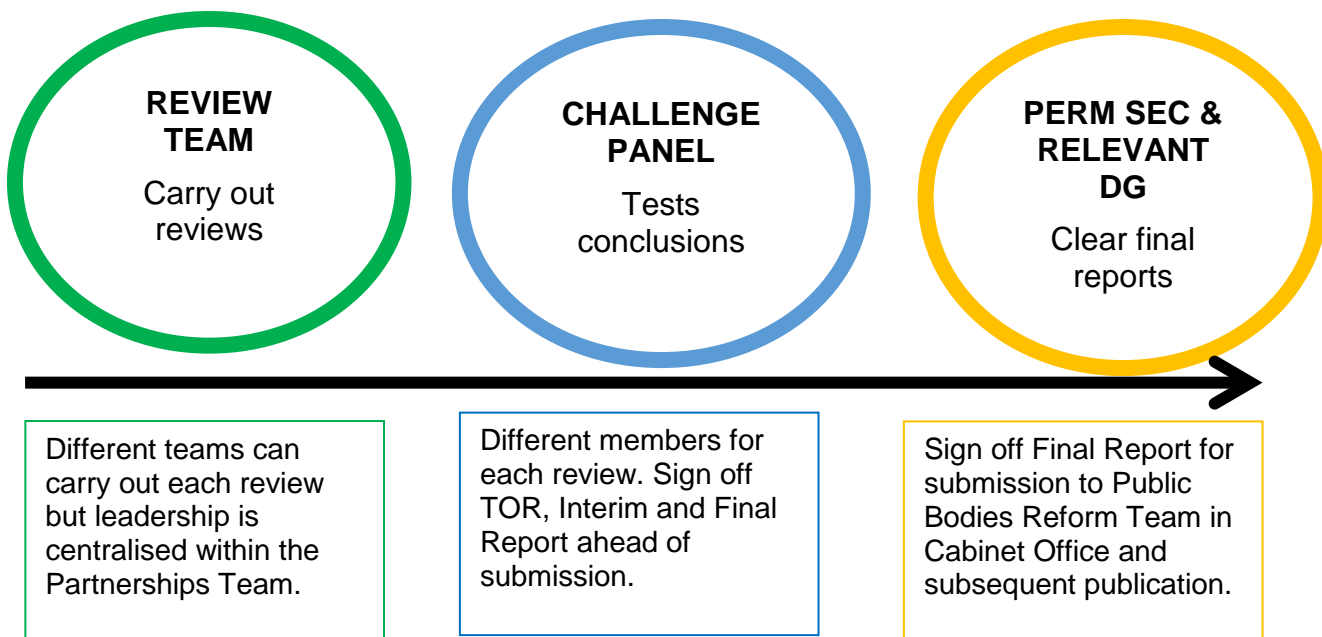 REVIEW
TEAM
Carry out
reviews
CHALLENGE
PANEL
Tests
conclusions
PERM SEC &
RELEVANT
DG
Clear final
reports
Different teams can
carry out each review
but leadership is
centralised within the
Partnerships Team.
Different members for
each review. Sign off
TOR, Interim and Final
Report ahead of
submission.
Sign off Final Report for
submission to Public
Bodies Reform Team in
Cabinet Office and
subsequent publication.